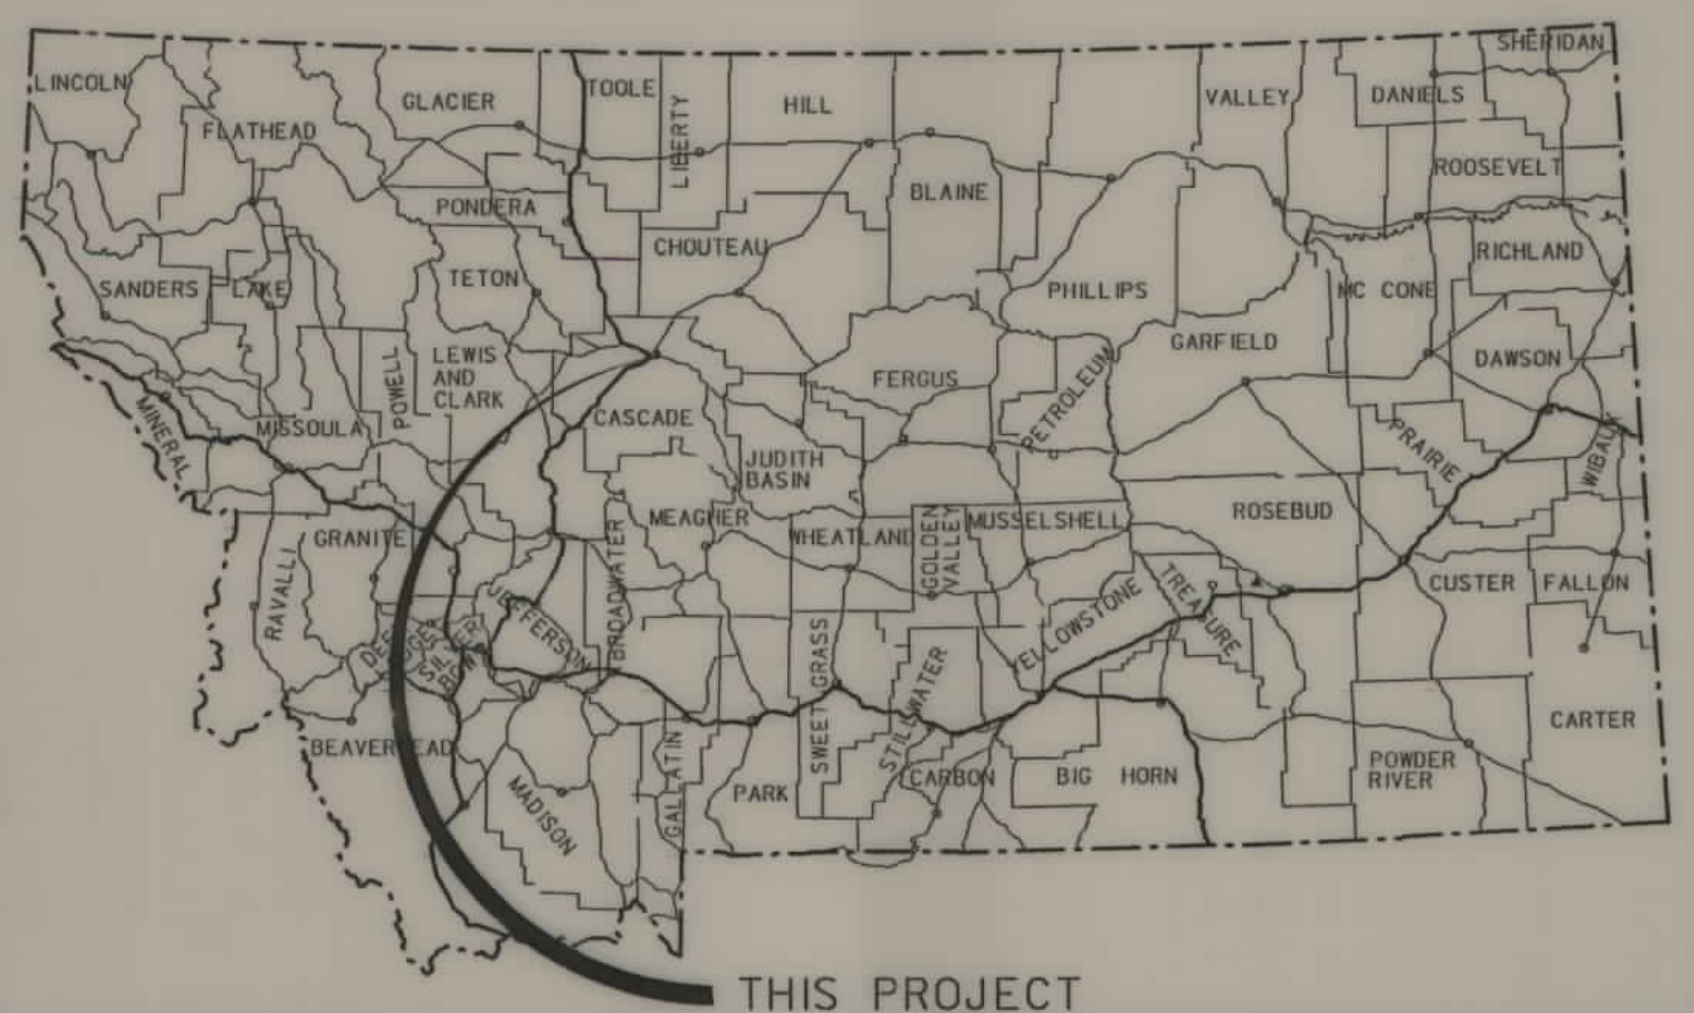 LINCOLN
FLATHEAD
GLACIER
TOOLE
LIBERTY
HILL
BLAINE
VALLEY
DANIELS
SHERIDAN
ROOSEVELT
PONDERA
CHOUTEAU
TETON
SANDERS
LAKE
PHILLIPS
MC CONE
RICHLAND
GARFIELD
DAWSON
MINERAL
MISSOULA
POWELL
LEWIS
AND
CLARK
CASCADE
FERGUS
PETROLEUM
PRAIRIE
WIBAUX
JUDITH
BASIN
MEAGHER
WHEATLAND
GOLDEN
VALLEY
MUSSELSHELL
ROSEBUD
GRANITE
RAVALLI
DEER LODGE
SILVER
BOW
JEFFERSON
BROADWATER
SWEET GRASS
STILLWATER
YELLOWSTONE
TREASURE
CUSTER
FALLON
BEAVERHEAD
MADISON
GALLATIN
PARK
CARBON
BIG HORN
POWDER
RIVER
CARTER
THIS PROJECT